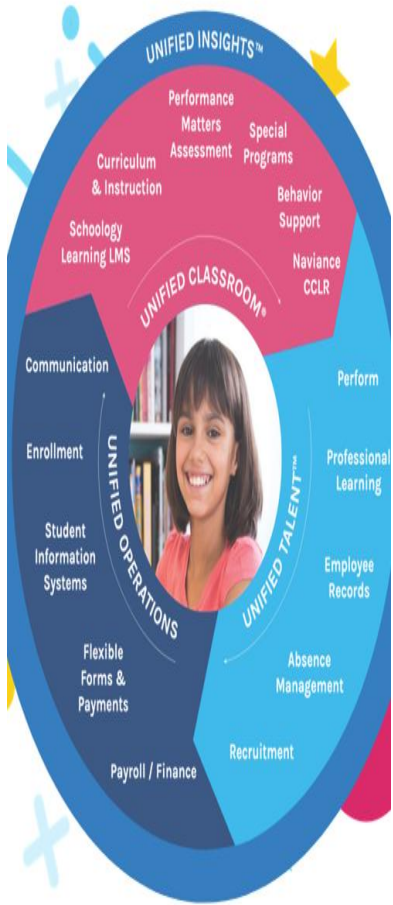 UNIFIED INSIGHTS™
Performance
Matters
Assessment
Special
Programs
Curriculum
& Instruction
Behavior
Support
Schoology
Learning LMS
Naviance
CCLR
UNIFIED CLASSROOM®
Communication
Enrollment
Student
Information
Systems
Flexible
Forms &
Payments
Payroll / Finance
UNIFIED OPERATIONS
Perform
Professional
Learning
Employee
Records
Absence
Management
Recruitment
UNIFIED TALENT™